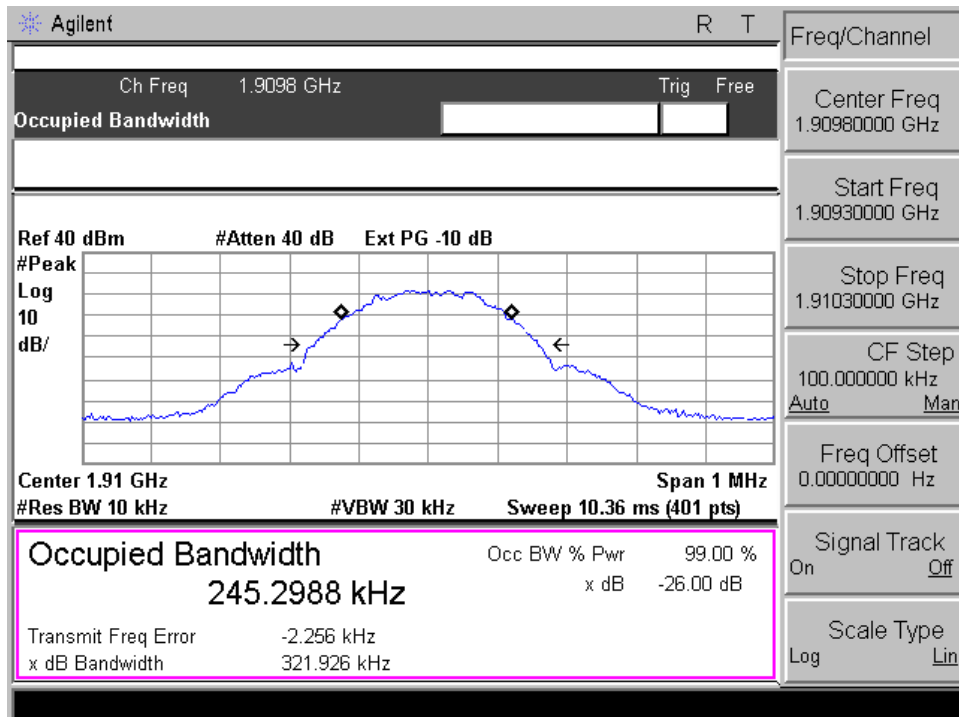 Agilent R T
Ch Freq 1.9098 GHz Trig Free
Occupied Bandwidth
Ref 40 dBm #Atten 40 dB Ext PG -10 dB
#Peak
Log
10
dB/
Center 1.91 GHz Span 1 MHz
#Res BW 10 kHz #VBW 30 kHz Sweep 10.36 ms (401 pts)
Occupied Bandwidth Occ BW % Pwr 99.00 %
245.2988 kHz x dB -26.00 dB
Transmit Freq Error -2.256 kHz
x dB Bandwidth 321.926 kHz
Freq/Channel
Center Freq
1.90980000 GHz
Start Freq
1.90930000 GHz
Stop Freq
1.91030000 GHz
CF Step
100.000000 kHz
Auto Man
Freq Offset
0.00000000 Hz
Signal Track
On Off
Scale Type
Log Lin